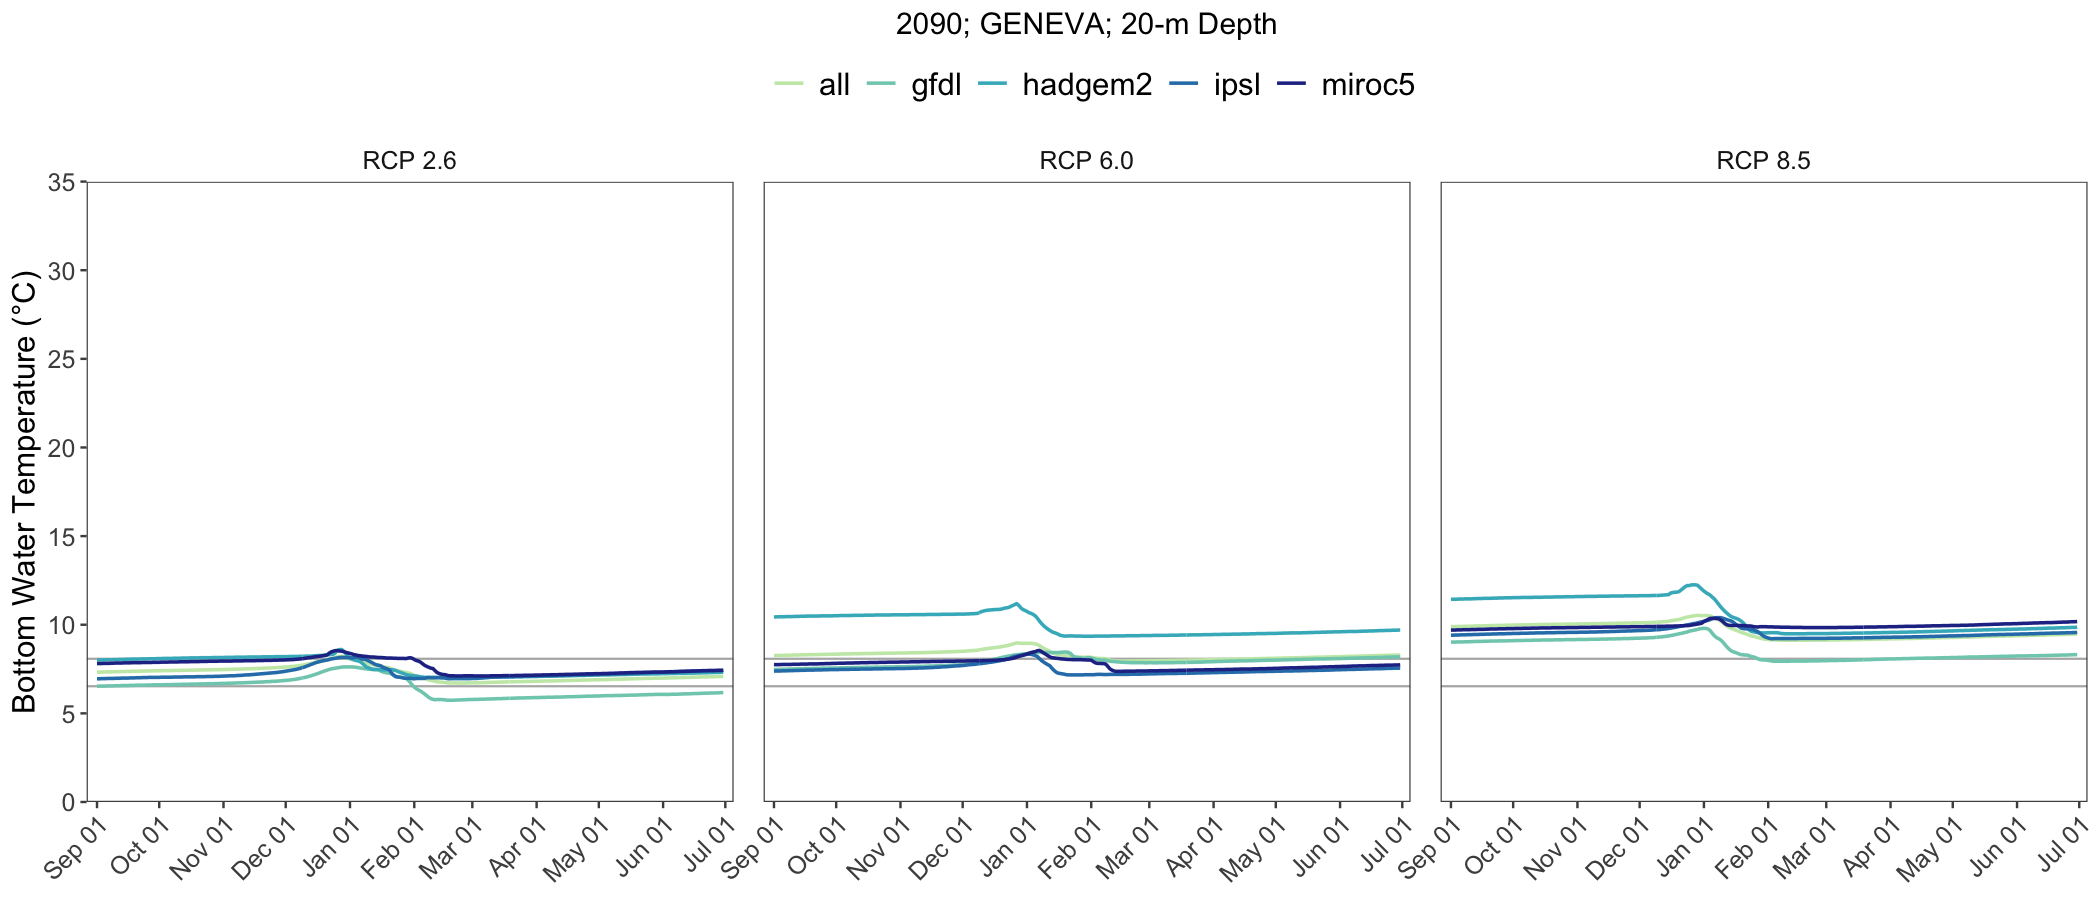 2090; GENEVA; 20-m Depth
all gfdl hadgem2 ipsl miroc5
RCP 2.6 RCP 6.0 RCP 8.5
Bottom Water Temperature (°C)
35
30
25
20
15
10
5
0
Sep 01 Oct 01 Nov 01 Dec 01 Jan 01 Feb 01 Mar 01 Apr 01 May 01 Jun 01 Jul 01 Sep 01 Oct 01 Nov 01 Dec 01 Jan 01 Feb 01 Mar 01 Apr 01 May 01 Jun 01 Jul 01 Sep 01 Oct 01 Nov 01 Dec 01 Jan 01 Feb 01 Mar 01 Apr 01 May 01 Jun 01 Jul 01